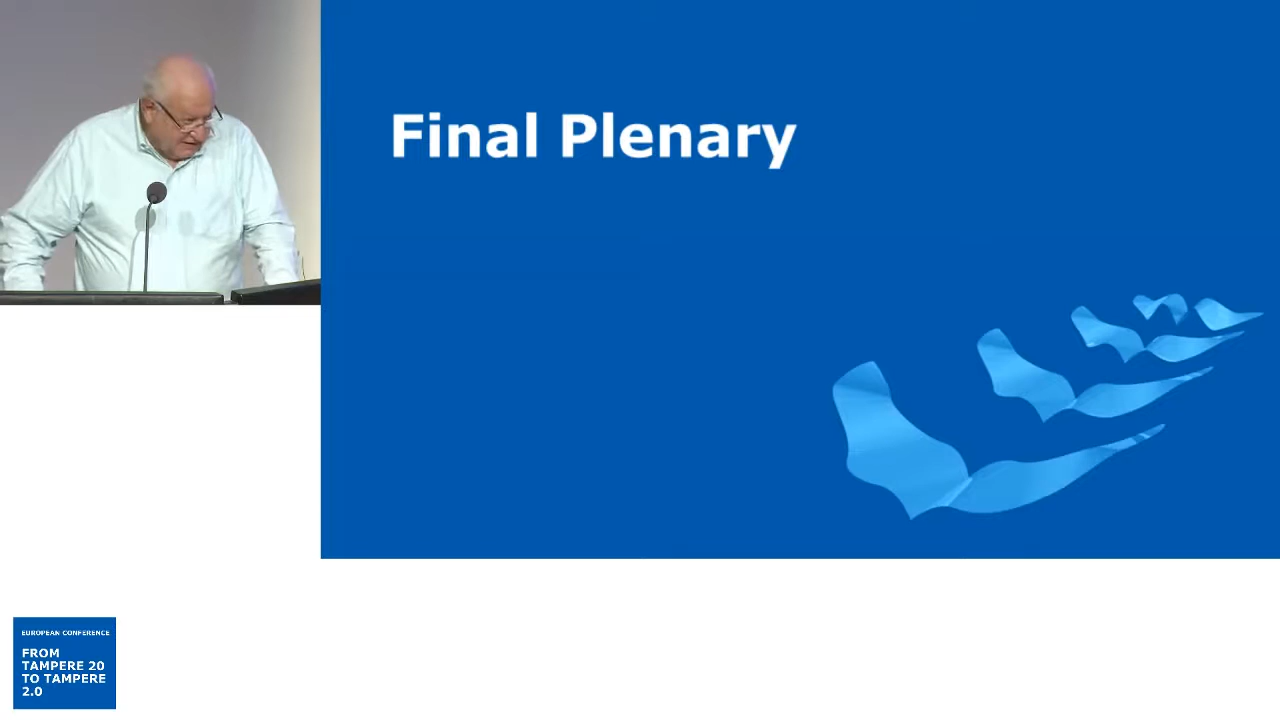 Final Plenary
EUROPEAN CONFERENCE
FROM
TAMPERE 20
TO TAMPERE
2.0